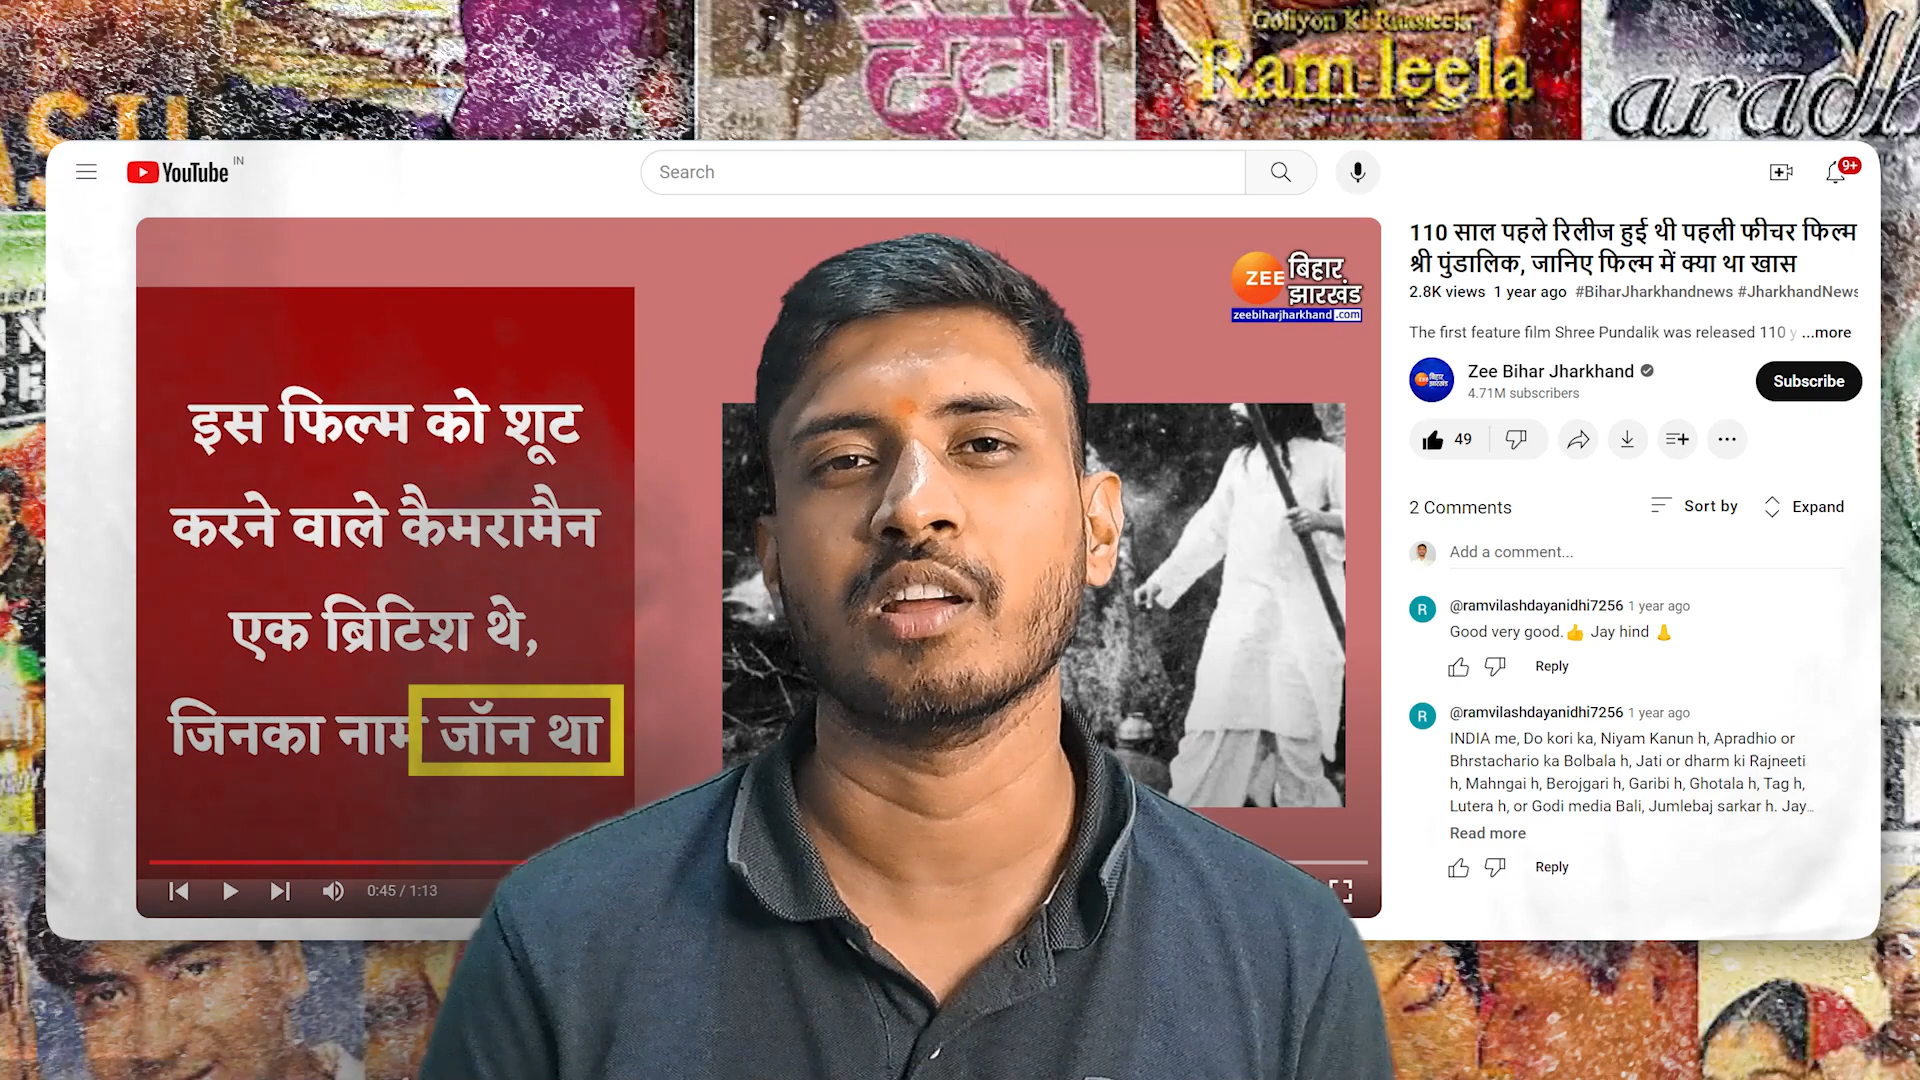 देवी
Goliyon Ki Raasleela
Ram-leela
aradh
YouTube IN
Search
9+
इस फिल्म को शूट
करने वाले कैमरामैन
एक ब्रिटिश थे,
जिनका नाम जॉन था
ZEE बिहार झारखंड
zeebiharjharkhand.com
0:45 / 1:13
110 साल पहले रिलीज हुई थी पहली फीचर फिल्म
श्री पुंडालिक, जानिए फिल्म में क्या था खास
2.8K views 1 year ago #BiharJharkhandnews #JharkhandNews
The first feature film Shree Pundalik was released 110 y ...more
Zee Bihar Jharkhand
4.71M subscribers
Subscribe
49
2 Comments
Sort by
Expand
Add a comment...
R
@ramvilashdayanidhi7256 1 year ago
Good very good.👍 Jay hind 🙏
Reply
R
@ramvilashdayanidhi7256 1 year ago
INDIA me, Do kori ka, Niyam Kanun h, Apradhio or
Bhrstachario ka Bolbala h, Jati or dharm ki Rajneeti
h, Mahngai h, Berojgari h, Garibi h, Ghotala h, Tag h,
Lutera h, or Godi media Bali, Jumlebaj sarkar h. Jay...
Read more
Reply